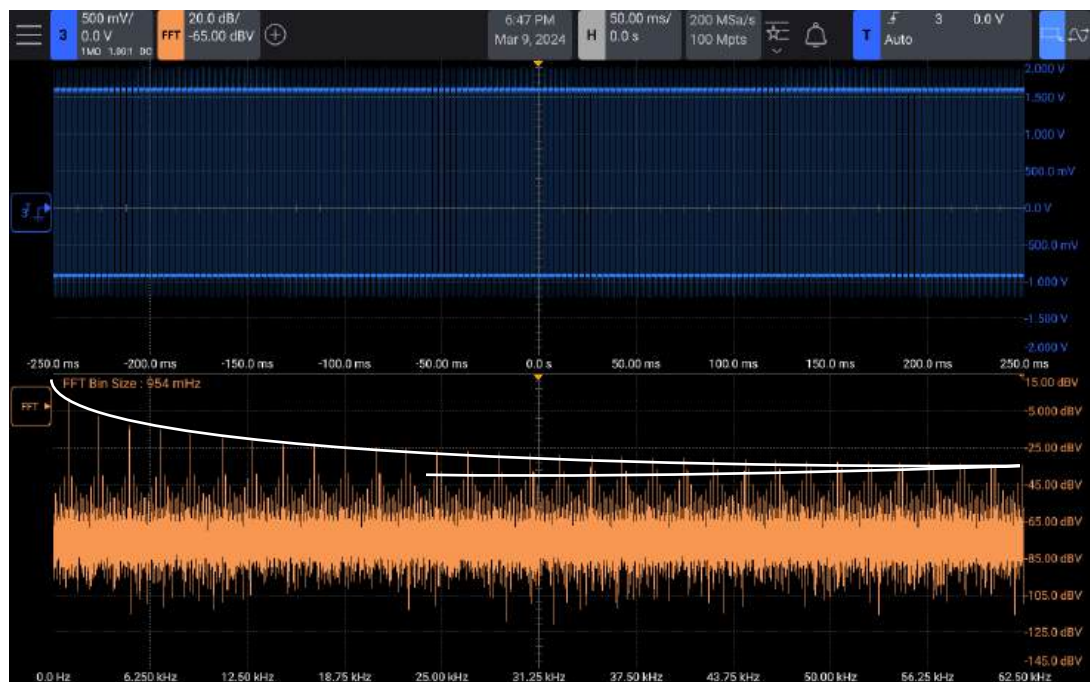 3 500 mV/ FFT 20.0 dB/ 6:47 PM H 50.00 ms/ 200 MSa/s T 3 0.0 V
0.0 V -65.00 dBV Mar 9, 2024 0.0 s 100 Mpts Auto
1MΩ 1.00:1 DC
2.000 V
1.500 V
1.000 V
500.0 mV
3 0.0 V
-500.0 mV
-1.000 V
-1.500 V
-2.000 V
-250.0 ms -200.0 ms -150.0 ms -100.0 ms -50.00 ms 0.0 s 50.00 ms 100.0 ms 150.0 ms 200.0 ms 250.0 ms
FFT Bin Size : 954 mHz 15.00 dBV
FFT -5.000 dBV
-25.00 dBV
-45.00 dBV
-65.00 dBV
-85.00 dBV
-105.0 dBV
-125.0 dBV
-145.0 dBV
0.0 Hz 6.250 kHz 12.50 kHz 18.75 kHz 25.00 kHz 31.25 kHz 37.50 kHz 43.75 kHz 50.00 kHz 56.25 kHz 62.50 kHz